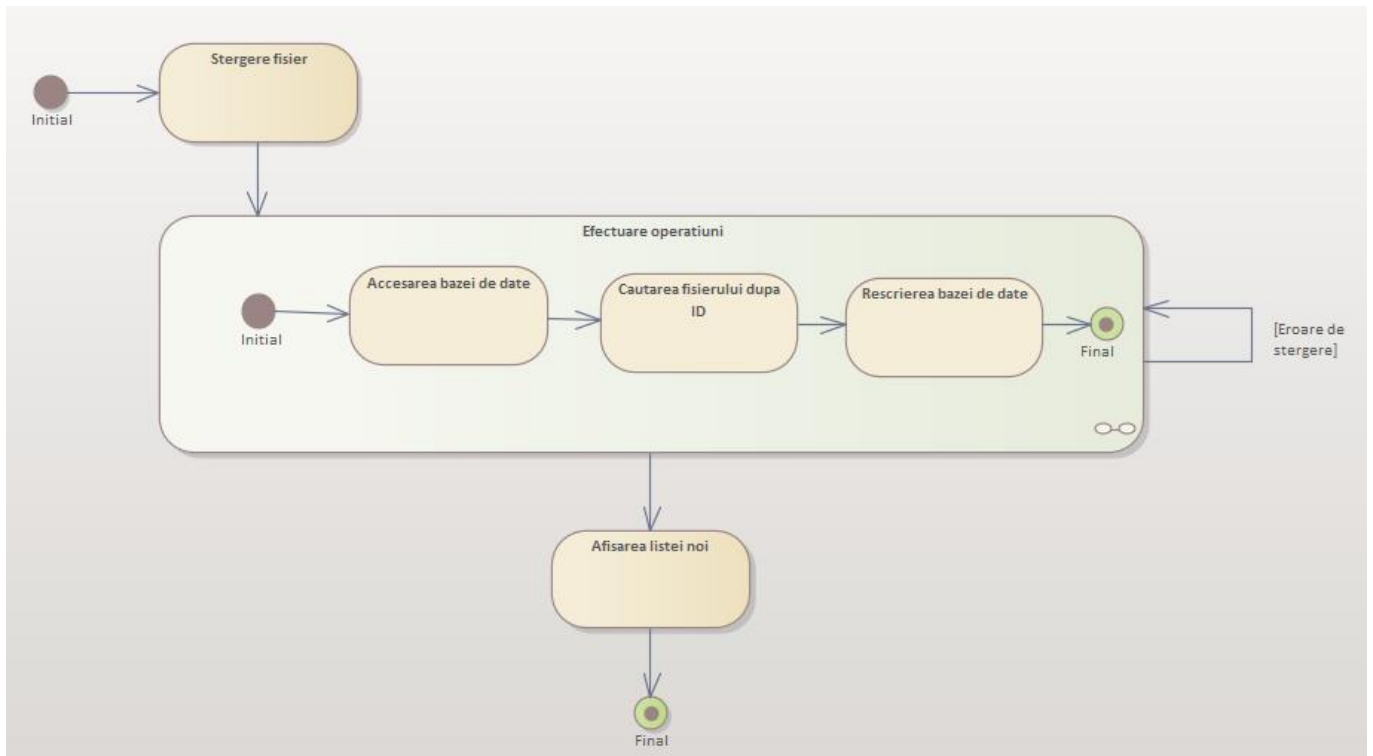 Stergere fisier
Initial
Efectuare operatiuni
Accesarea bazei de date
Cautarea fisierului dupa
ID
Rescrierea bazei de date
Initial
Final
[Eroare de
stergere]
Afisarea listei noi
Final